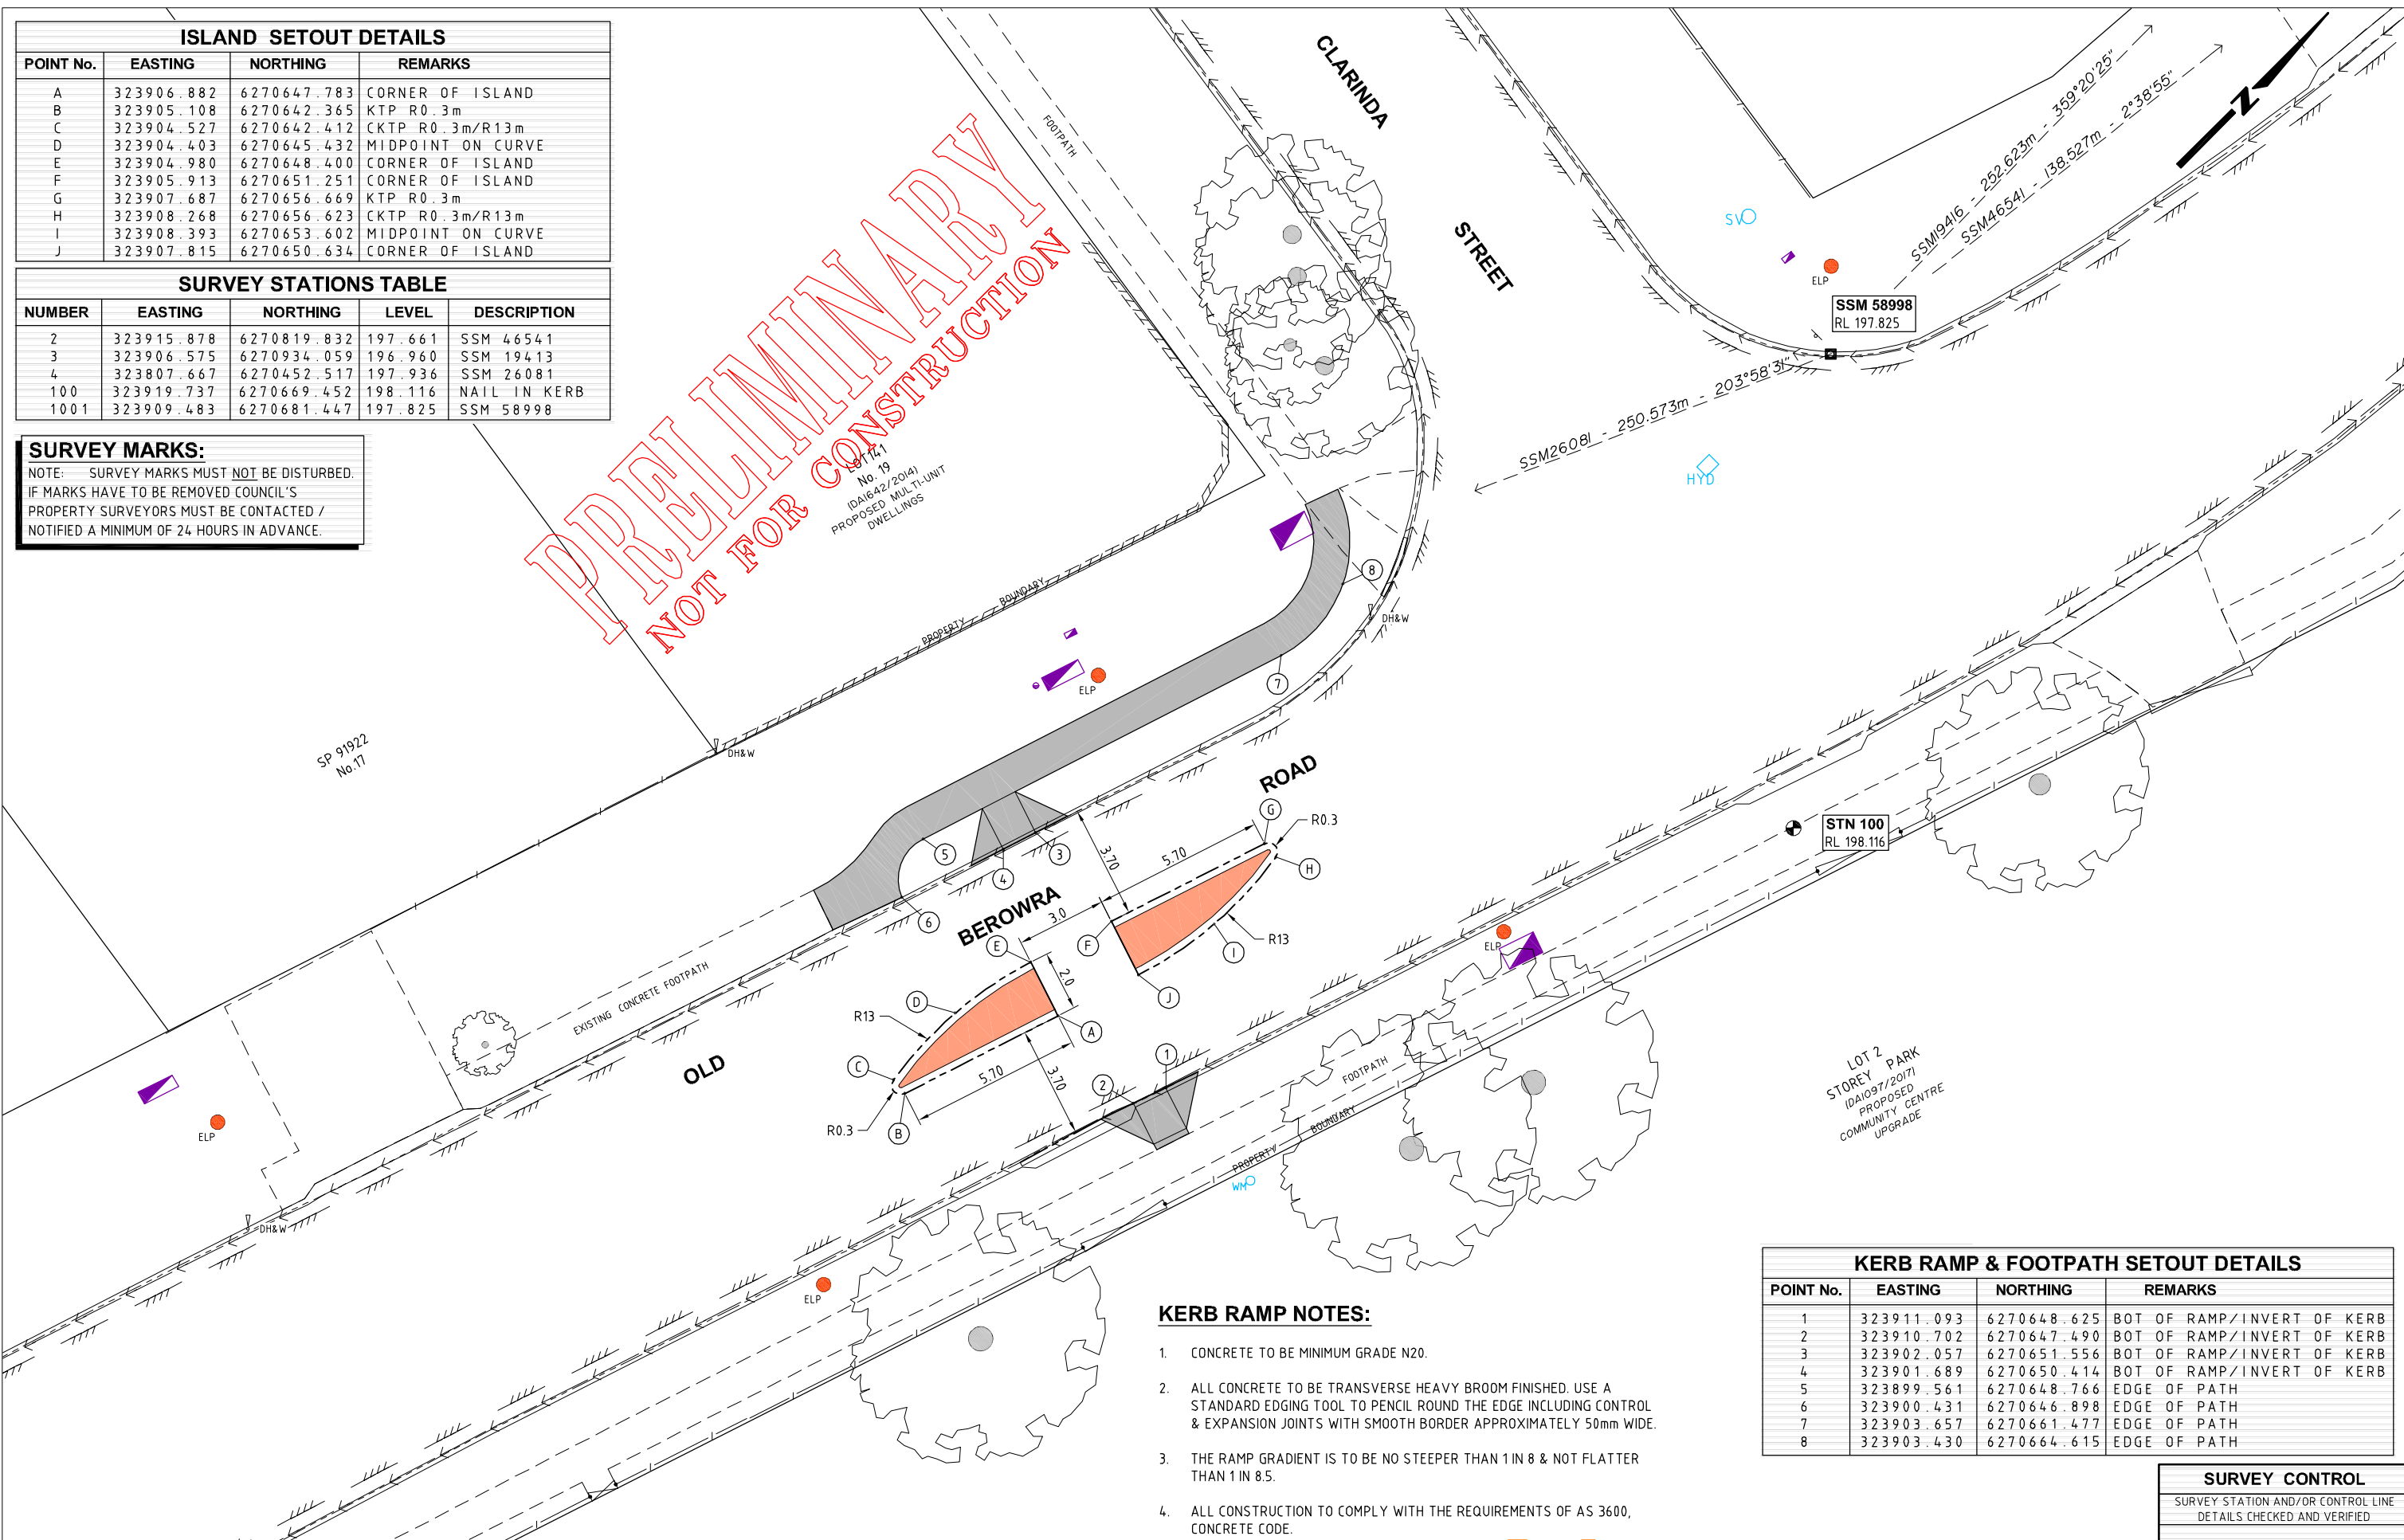 ISLAND SETOUT DETAILS
POINT No. EASTING NORTHING REMARKS
A 323906.882 6270647.783 CORNER OF ISLAND
B 323905.108 6270642.365 KTP R0.3m
C 323904.527 6270642.412 CKTP R0.3m/R13m
D 323904.403 6270645.432 MIDPOINT ON CURVE
E 323904.980 6270648.400 CORNER OF ISLAND
F 323905.913 6270651.251 CORNER OF ISLAND
G 323907.687 6270656.669 KTP R0.3m
H 323908.268 6270656.623 CKTP R0.3m/R13m
I 323908.393 6270653.602 MIDPOINT ON CURVE
J 323907.815 6270650.634 CORNER OF ISLAND
SURVEY STATIONS TABLE
NUMBER EASTING NORTHING LEVEL DESCRIPTION
2 323915.878 6270819.832 197.661 SSM 46541
3 323906.575 6270934.059 196.960 SSM 19413
4 323807.667 6270452.517 197.936 SSM 26081
100 323919.737 6270669.452 198.116 NAIL IN KERB
1001 323909.483 6270681.447 197.825 SSM 58998
SURVEY MARKS:
NOTE: SURVEY MARKS MUST NOT BE DISTURBED.
IF MARKS HAVE TO BE REMOVED COUNCIL'S
PROPERTY SURVEYORS MUST BE CONTACTED /
NOTIFIED A MINIMUM OF 24 HOURS IN ADVANCE.
PRELIMINARY
NOT FOR CONSTRUCTION
CLARINDA
STREET
FOOTPATH
N
SSM19416 - 252.623m - 359°20'25"
SSM46541 - 138.527m - 2°38'55"
SV
ELP
SSM 58998
RL 197.825
SSM26081 - 250.573m - 203°58'31"
HYD
LOT 141
No. 19
(DA1642/2014)
PROPOSED MULTI-UNIT
DWELLINGS
PROPERTY BOUNDARY
8
DH&W
ELP
7
SP 91922
No.17
DH&W
ROAD
BEROWRA
OLD
5
3
4
6
3.70
5.70
G
R0.3
H
3.0
F
R13
I
J
E
2.0
D
R13
A
C
5.70
3.70
R0.3
B
1
2
EXISTING CONCRETE FOOTPATH
STN 100
RL 198.116
ELP
FOOTPATH
PROPERTY BOUNDARY
WM
LOT 2
STOREY PARK
(DA1097/2017)
PROPOSED
COMMUNITY CENTRE
UPGRADE
ELP
DH&W
ELP
KERB RAMP NOTES:
1. CONCRETE TO BE MINIMUM GRADE N20.
2. ALL CONCRETE TO BE TRANSVERSE HEAVY BROOM FINISHED. USE A
STANDARD EDGING TOOL TO PENCIL ROUND THE EDGE INCLUDING CONTROL
& EXPANSION JOINTS WITH SMOOTH BORDER APPROXIMATELY 50mm WIDE.
3. THE RAMP GRADIENT IS TO BE NO STEEPER THAN 1 IN 8 & NOT FLATTER
THAN 1 IN 8.5.
4. ALL CONSTRUCTION TO COMPLY WITH THE REQUIREMENTS OF AS 3600,
CONCRETE CODE.
KERB RAMP & FOOTPATH SETOUT DETAILS
POINT No. EASTING NORTHING REMARKS
1 323911.093 6270648.625 BOT OF RAMP/INVERT OF KERB
2 323910.702 6270647.490 BOT OF RAMP/INVERT OF KERB
3 323902.057 6270651.556 BOT OF RAMP/INVERT OF KERB
4 323901.689 6270650.414 BOT OF RAMP/INVERT OF KERB
5 323899.561 6270648.766 EDGE OF PATH
6 323900.431 6270646.898 EDGE OF PATH
7 323903.657 6270661.477 EDGE OF PATH
8 323903.430 6270664.615 EDGE OF PATH
SURVEY CONTROL
SURVEY STATION AND/OR CONTROL LINE
DETAILS CHECKED AND VERIFIED